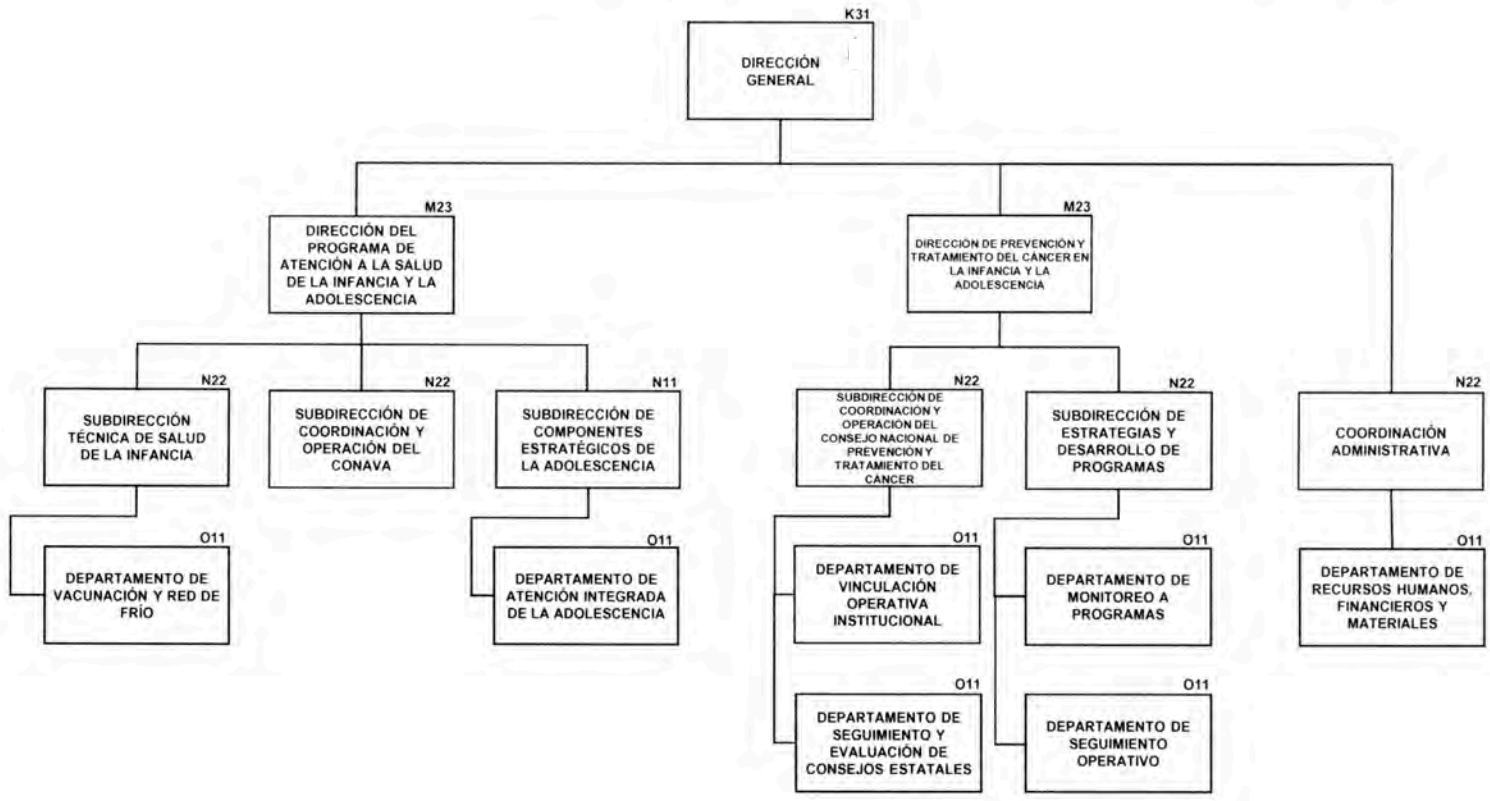 K31
DIRECCIÓN
GENERAL
M23
DIRECCIÓN DEL
PROGRAMA DE
ATENCIÓN A LA SALUD
DE LA INFANCIA Y LA
ADOLESCENCIA
M23
DIRECCIÓN DE PREVENCIÓN Y
TRATAMIENTO DEL CÁNCER EN
LA INFANCIA Y LA
ADOLESCENCIA
N22
SUBDIRECCIÓN
TÉCNICA DE SALUD
DE LA INFANCIA
N22
SUBDIRECCIÓN DE
COORDINACIÓN Y
OPERACIÓN DEL
CONAVA
N11
SUBDIRECCIÓN DE
COMPONENTES
ESTRATÉGICOS DE
LA ADOLESCENCIA
N22
SUBDIRECCIÓN DE
COORDINACIÓN Y
OPERACIÓN DEL
CONSEJO NACIONAL DE
PREVENCIÓN Y
TRATAMIENTO DEL
CÁNCER
N22
SUBDIRECCIÓN DE
ESTRATEGIAS Y
DESARROLLO DE
PROGRAMAS
N22
COORDINACIÓN
ADMINISTRATIVA
O11
DEPARTAMENTO DE
VACUNACIÓN Y RED DE
FRÍO
O11
DEPARTAMENTO DE
ATENCIÓN INTEGRADA
DE LA ADOLESCENCIA
O11
DEPARTAMENTO DE
VINCULACIÓN
OPERATIVA
INSTITUCIONAL
O11
DEPARTAMENTO DE
MONITOREO A
PROGRAMAS
O11
DEPARTAMENTO DE
RECURSOS HUMANOS,
FINANCIEROS Y
MATERIALES
O11
DEPARTAMENTO DE
SEGUIMIENTO Y
EVALUACIÓN DE
CONSEJOS ESTATALES
O11
DEPARTAMENTO DE
SEGUIMIENTO
OPERATIVO